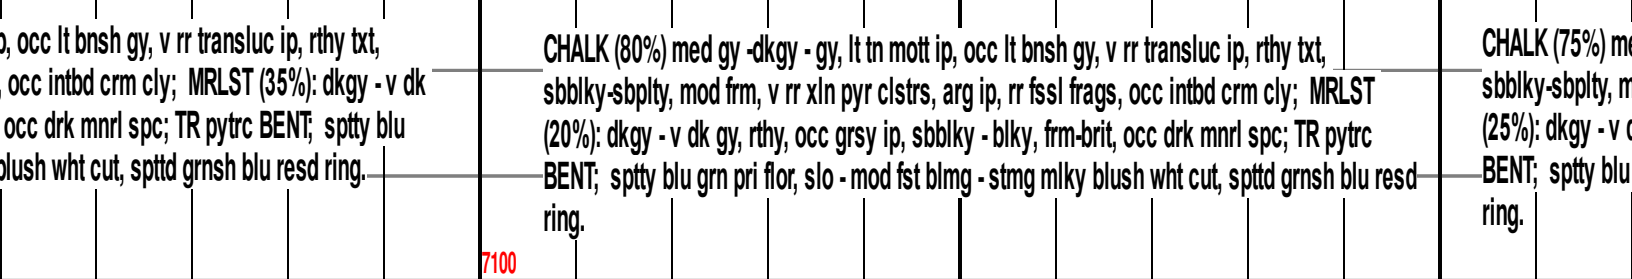 , occ lt bnsh gy, v rr transluc ip, rthy txt,
, occ intbd crm cly;  MRLST (35%): dkgy - v dk
occ drk mnrl spc; TR pytrc BENT;  sptty blu
blush wht cut, spttd grnsh blu resd ring.
CHALK (80%) med gy -dkgy - gy, lt tn mott ip, occ lt bnsh gy, v rr transluc ip, rthy txt,
sbblky-sbplty, mod frm, v rr xln pyr clstrs, arg ip, rr fssl frags, occ intbd crm cly;  MRLST
(20%): dkgy - v dk gy, rthy, occ grsy ip, sbblky - blky, frm-brit, occ drk mnrl spc; TR pytrc
BENT;  sptty blu grn pri flor, slo - mod fst blmg - stmg mlky blush wht cut, spttd grnsh blu resd
ring.
7100
CHALK (75%)
sbblky-sbplty,
(25%): dkgy - v
BENT;  sptty blu
ring.